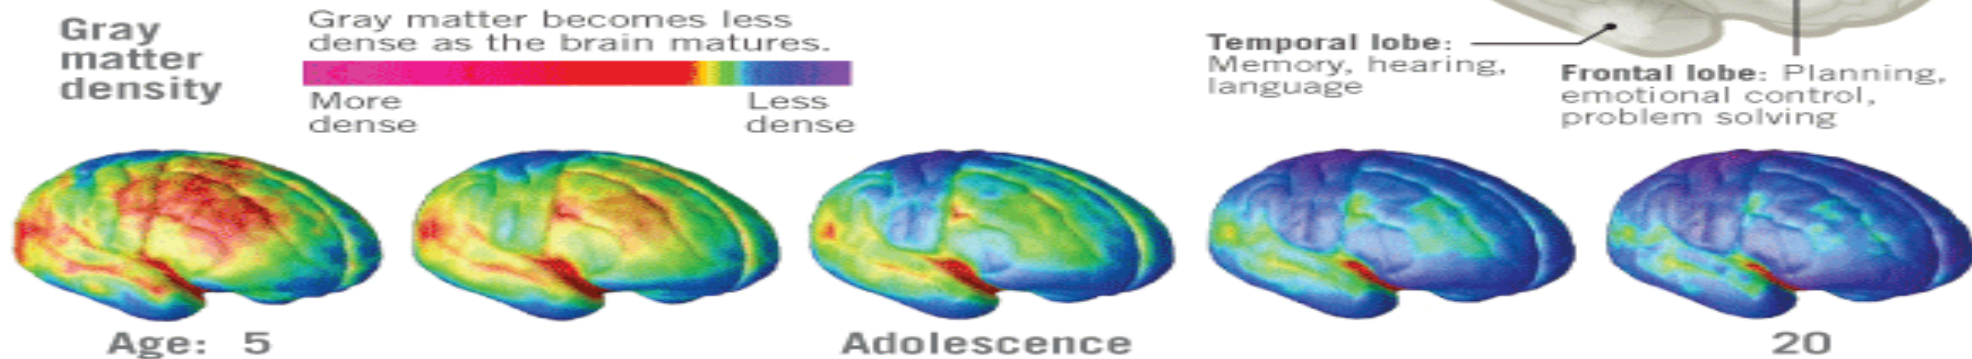 Gray
matter
density
Gray matter becomes less
dense as the brain matures.
More
dense
Less
dense
Temporal lobe:
Memory, hearing,
language
Frontal lobe: Planning,
emotional control,
problem solving
Age: 5
Adolescence
20